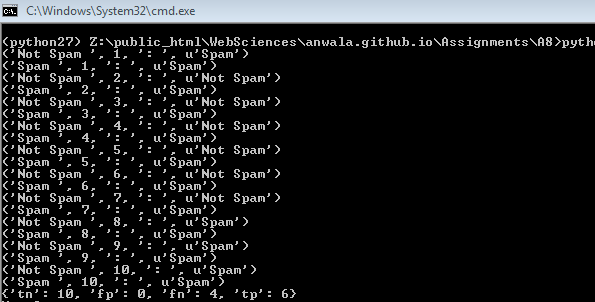 C:\Windows\System32\cmd.exe
(python27) Z:\public_html\WebSciences\anwala.github.io\Assignments\A8>pytho
('Not Spam ', 1, ': ', u'Spam')
('Spam ', 1, ': ', u'Spam')
('Not Spam ', 2, ': ', u'Not Spam')
('Spam ', 2, ': ', u'Spam')
('Not Spam ', 3, ': ', u'Not Spam')
('Spam ', 3, ': ', u'Spam')
('Not Spam ', 4, ': ', u'Not Spam')
('Spam ', 4, ': ', u'Spam')
('Not Spam ', 5, ': ', u'Not Spam')
('Spam ', 5, ': ', u'Spam')
('Not Spam ', 6, ': ', u'Not Spam')
('Spam ', 6, ': ', u'Spam')
('Not Spam ', 7, ': ', u'Not Spam')
('Spam ', 7, ': ', u'Spam')
('Not Spam ', 8, ': ', u'Spam')
('Spam ', 8, ': ', u'Spam')
('Not Spam ', 9, ': ', u'Spam')
('Spam ', 9, ': ', u'Spam')
('Not Spam ', 10, ': ', u'Spam')
('Spam ', 10, ': ', u'Spam')
{'tn': 10, 'fp': 0, 'fn': 4, 'tp': 6}